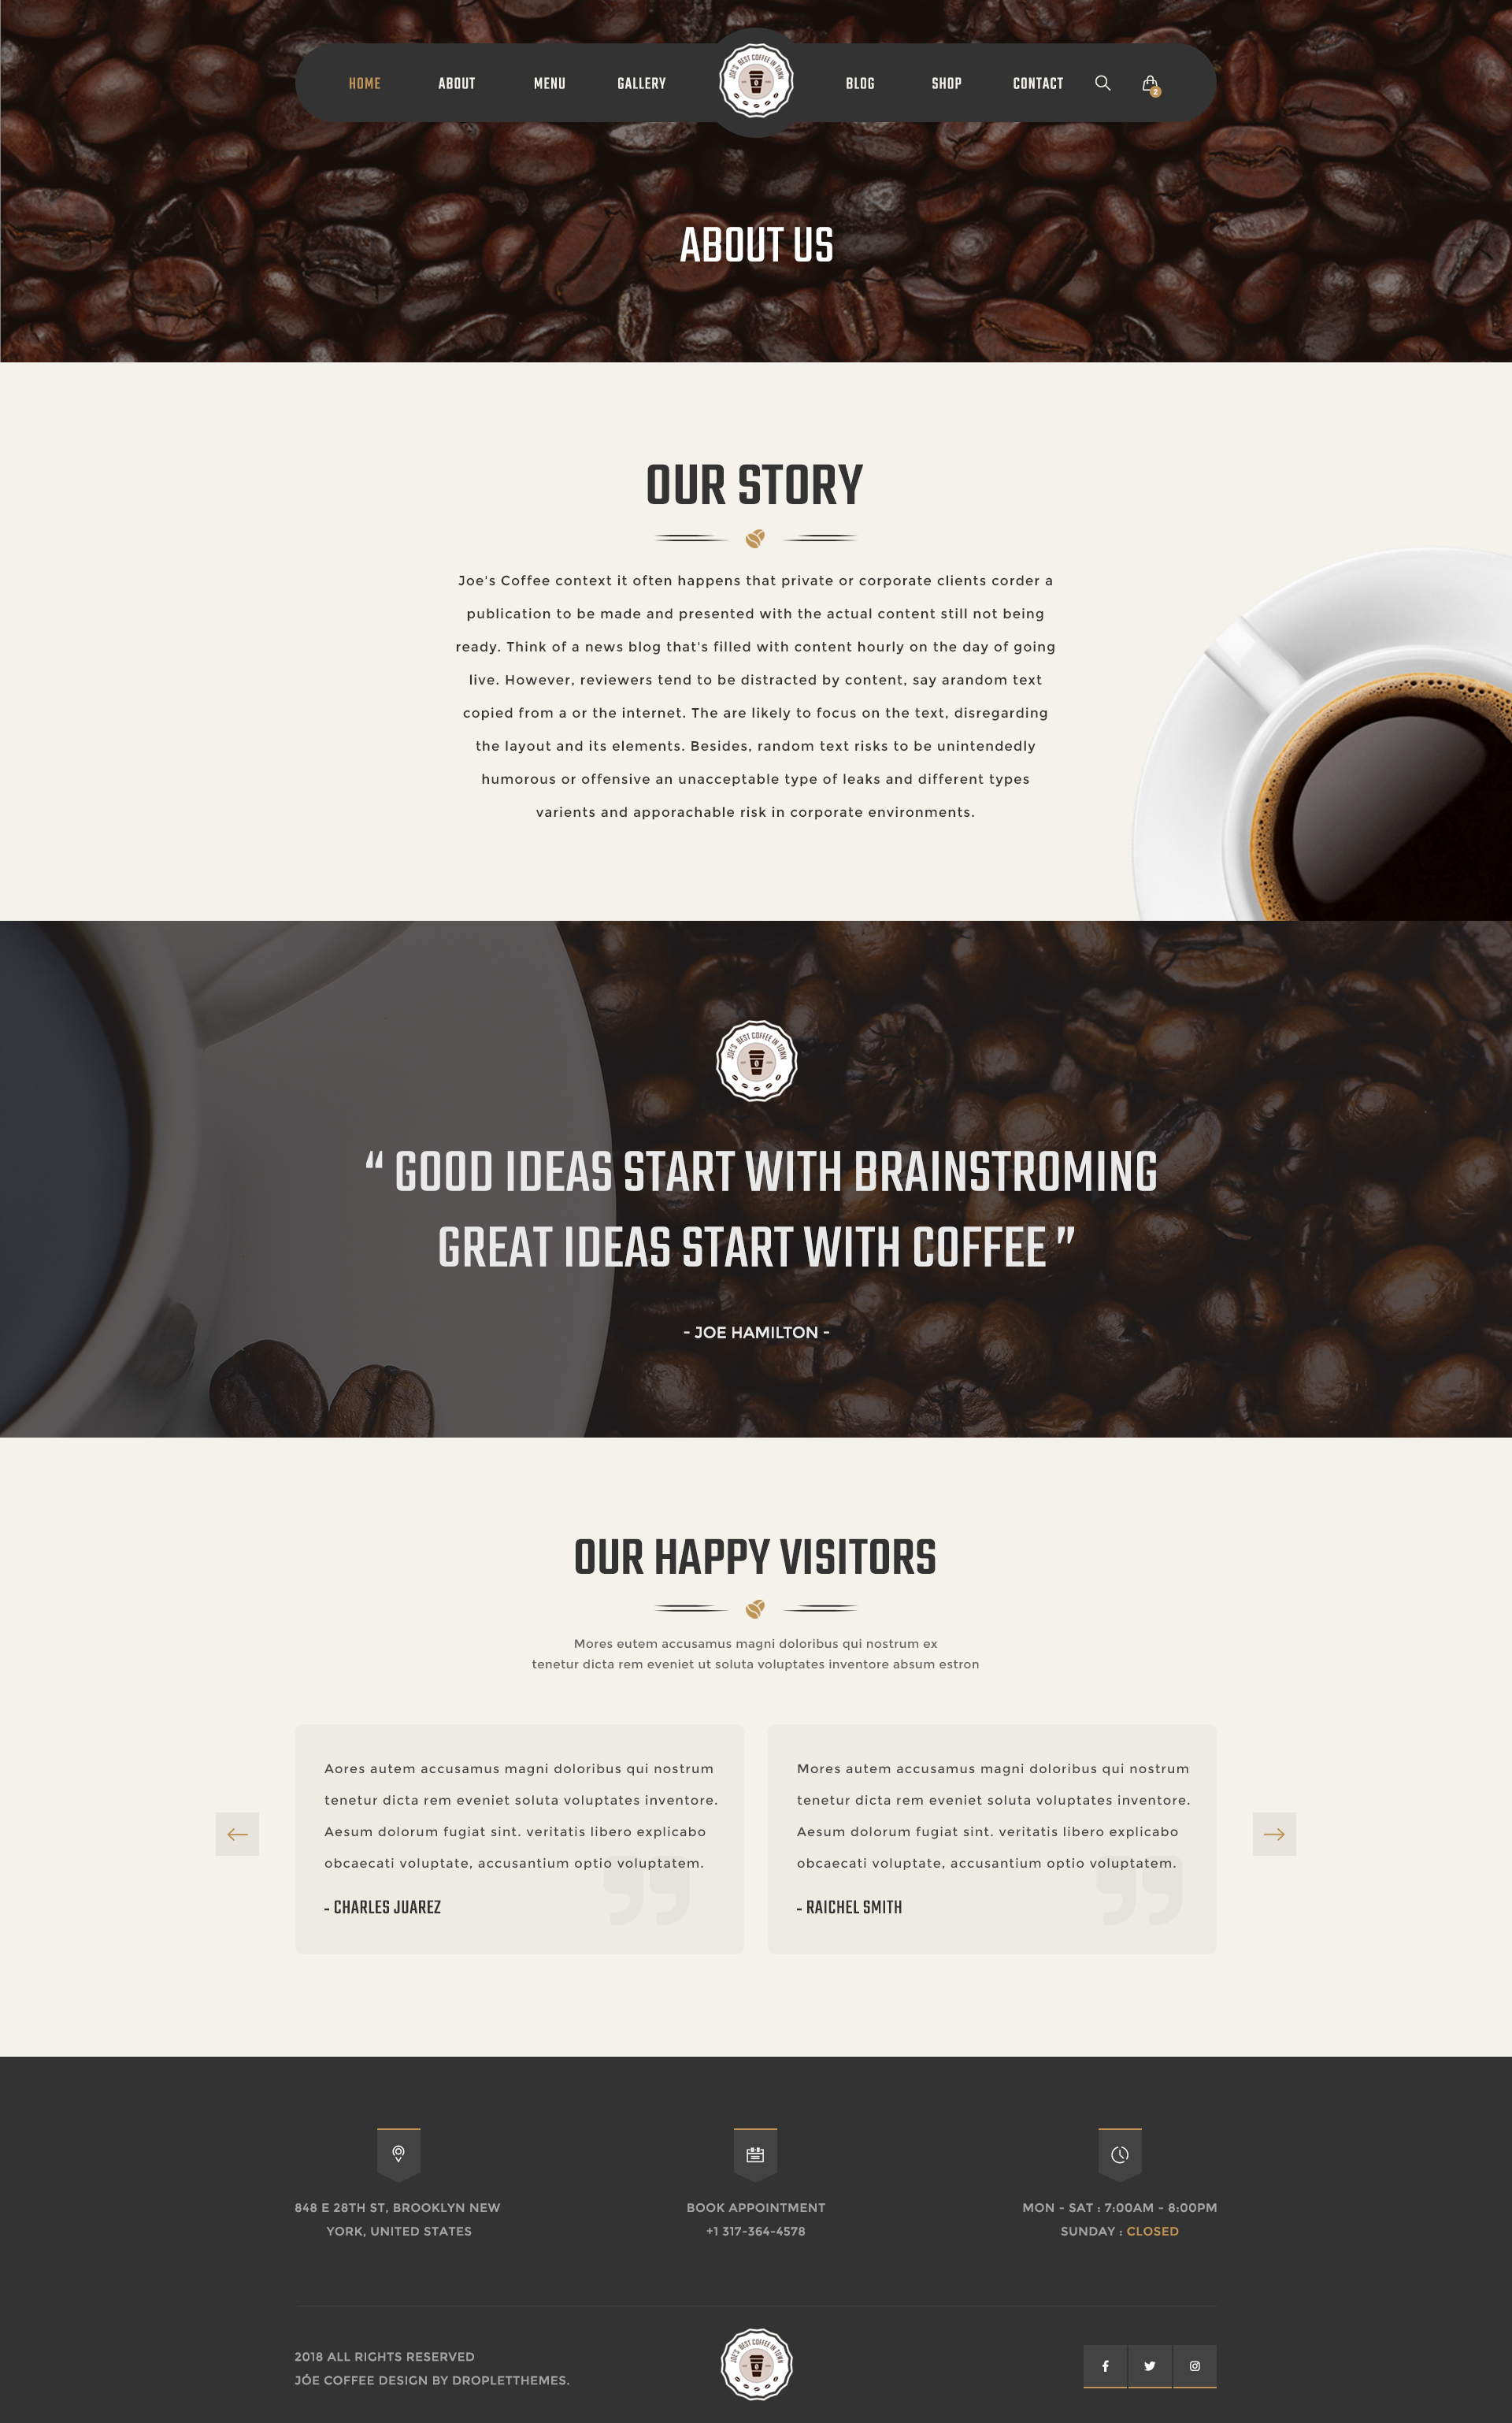 HOME ABOUT MENU GALLERY JOE'S BEST COFFEE IN TOWN BLOG SHOP CONTACT 2
ABOUT US
OUR STORY
Joe's Coffee context it often happens that private or corporate clients corder a
publication to be made and presented with the actual content still not being
ready. Think of a news blog that's filled with content hourly on the day of going
live. However, reviewers tend to be distracted by content, say arandom text
copied from a or the internet. The are likely to focus on the text, disregarding
the layout and its elements. Besides, random text risks to be unintendedly
humorous or offensive an unacceptable type of leaks and different types
varients and apporachable risk in corporate environments.
JOE'S BEST COFFEE IN TOWN
“ GOOD IDEAS START WITH BRAINSTROMING
GREAT IDEAS START WITH COFFEE ”
- JOE HAMILTON -
OUR HAPPY VISITORS
Mores eutem accusamus magni doloribus qui nostrum ex
tenetur dicta rem eveniet ut soluta voluptates inventore absum estron
Aores autem accusamus magni doloribus qui nostrum
tenetur dicta rem eveniet soluta voluptates inventore.
Aesum dolorum fugiat sint. veritatis libero explicabo
obcaecati voluptate, accusantium optio voluptatem.
- CHARLES JUAREZ
Mores autem accusamus magni doloribus qui nostrum
tenetur dicta rem eveniet soluta voluptates inventore.
Aesum dolorum fugiat sint. veritatis libero explicabo
obcaecati voluptate, accusantium optio voluptatem.
- RAICHEL SMITH
848 E 28TH ST, BROOKLYN NEW
YORK, UNITED STATES
BOOK APPOINTMENT
+1 317-364-4578
MON - SAT : 7:00AM - 8:00PM
SUNDAY : CLOSED
2018 ALL RIGHTS RESERVED
JÓE COFFEE DESIGN BY DROPLETTHEMES.
JOE'S BEST COFFEE IN TOWN